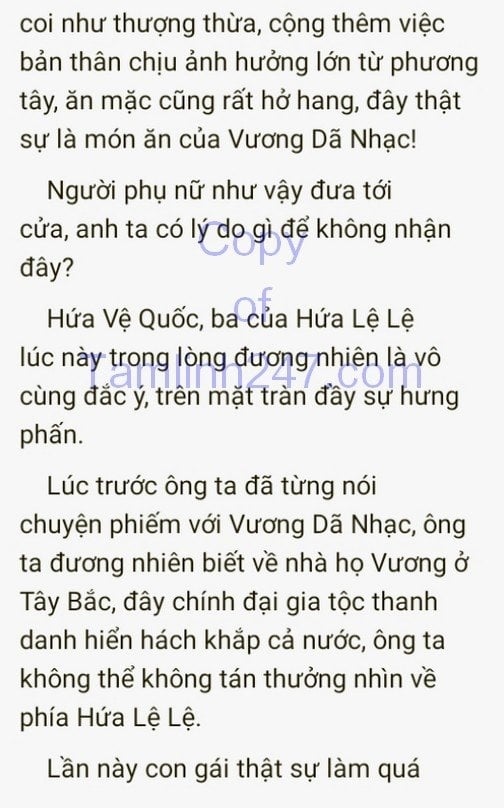 coi như thượng thừa, cộng thêm việc
bản thân chịu ảnh hưởng lớn từ phương
tây, ăn mặc cũng rất hở hang, đây thật
sự là món ăn của Vương Dã Nhạc!
Người phụ nữ như vậy đưa tới
cửa, anh ta có lý do gì để không nhận
đây?
Copy
of
Tamlinh247.com
Hứa Vệ Quốc, ba của Hứa Lệ Lệ
lúc này trong lòng đương nhiên là vô
cùng đắc ý, trên mặt tràn đầy sự hưng
phấn.
Lúc trước ông ta đã từng nói
chuyện phiếm với Vương Dã Nhạc, ông
ta đương nhiên biết về nhà họ Vương ở
Tây Bắc, đây chính đại gia tộc thanh
danh hiển hách khắp cả nước, ông ta
không thể không tán thưởng nhìn về
phía Hứa Lệ Lệ.
Lần này con gái thật sự làm quá